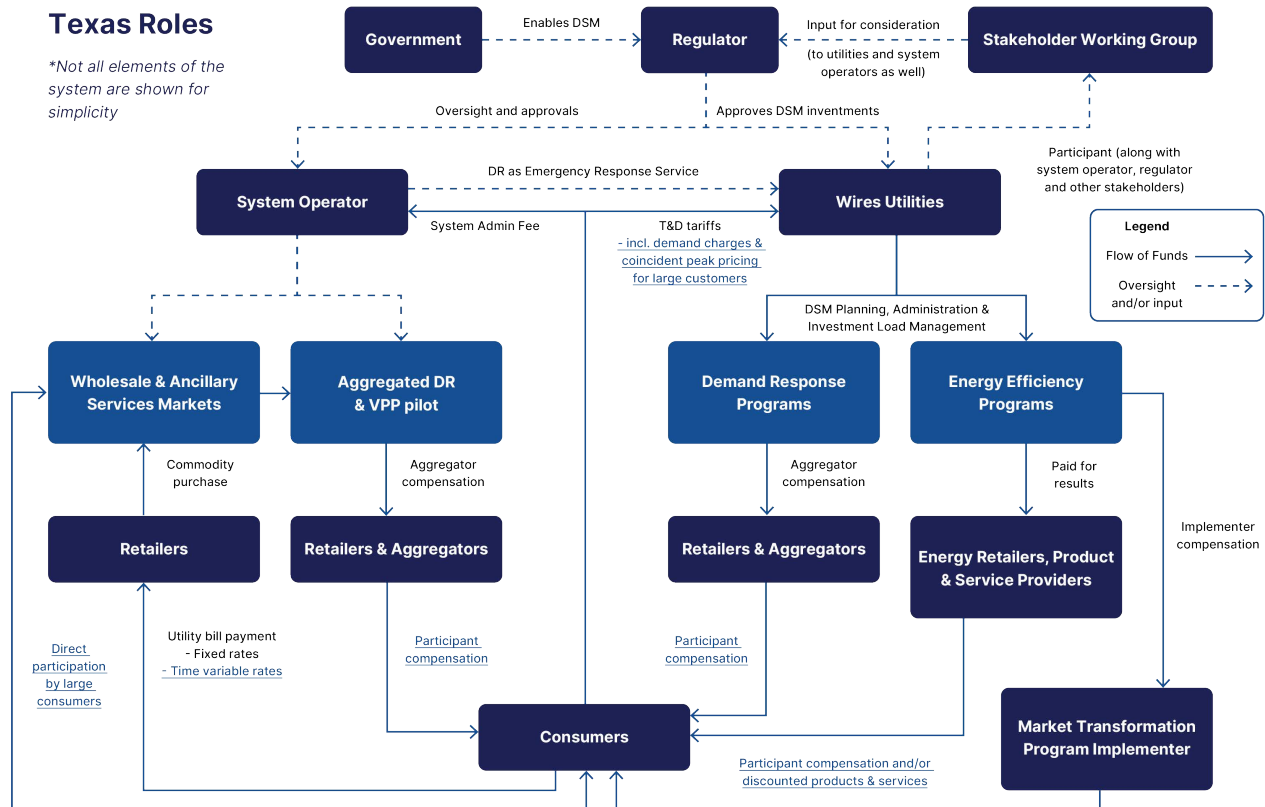 Texas Roles
*Not all elements of the
system are shown for
simplicity
Government
Enables DSM
Regulator
Input for consideration
(to utilities and system
operators as well)
Stakeholder Working Group
Oversight and approvals
Approves DSM inventments
Participant (along with
system operator, regulator
and other stakeholders)
System Operator
DR as Emergency Response Service
Wires Utilities
System Admin Fee
T&D tariffs
- incl. demand charges &
coincident peak pricing
for large customers
Legend
Flow of Funds
Oversight
and/or input
DSM Planning, Administration &
Investment Load Management
Wholesale & Ancillary
Services Markets
Aggregated DR
& VPP pilot
Demand Response
Programs
Energy Efficiency
Programs
Commodity
purchase
Aggregator
compensation
Aggregator
compensation
Paid for
results
Implementer
compensation
Retailers
Retailers & Aggregators
Retailers & Aggregators
Energy Retailers, Product
& Service Providers
Direct
participation
by large
consumers
Utility bill payment
- Fixed rates
- Time variable rates
Participant
compensation
Participant
compensation
Consumers
Participant compensation and/or
discounted products & services
Market Transformation
Program Implementer